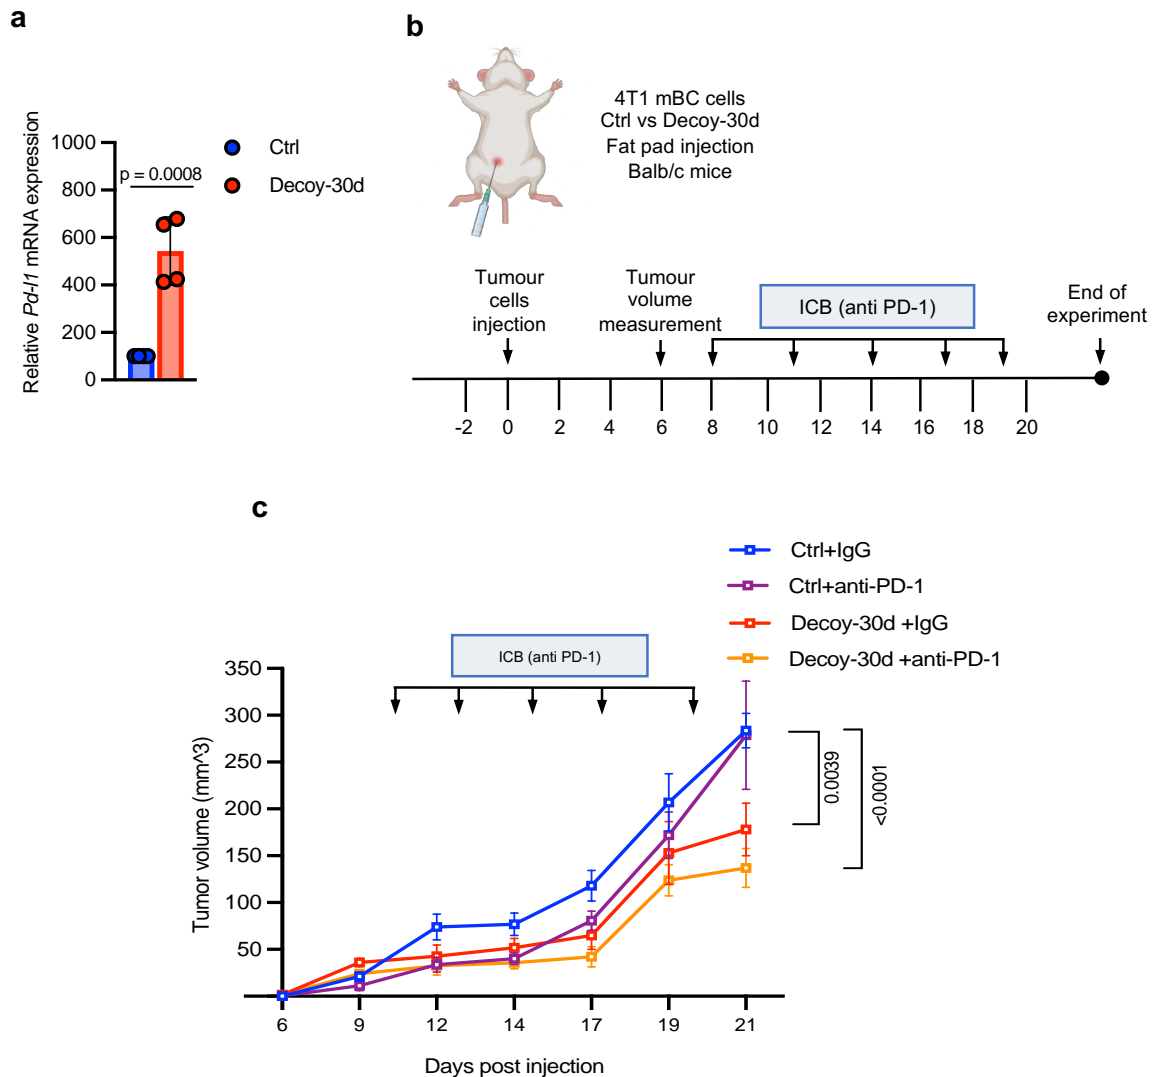 a
Relative Pd-l1 mRNA expression
1000
800
600
400
200
0
p = 0.0008
Ctrl
Decoy-30d
b
4T1 mBC cells
Ctrl vs Decoy-30d
Fat pad injection
Balb/c mice
Tumour
cells
injection
Tumour
volume
measurement
ICB (anti PD-1)
End of
experiment
-2 0 2 4 6 8 10 12 14 16 18 20
c
Ctrl+IgG
Ctrl+anti-PD-1
Decoy-30d +IgG
Decoy-30d +anti-PD-1
ICB (anti PD-1)
Tumor volume (mm^3)
350
300
250
200
150
100
50
0.0039
<0.0001
6 9 12 14 17 19 21
Days post injection